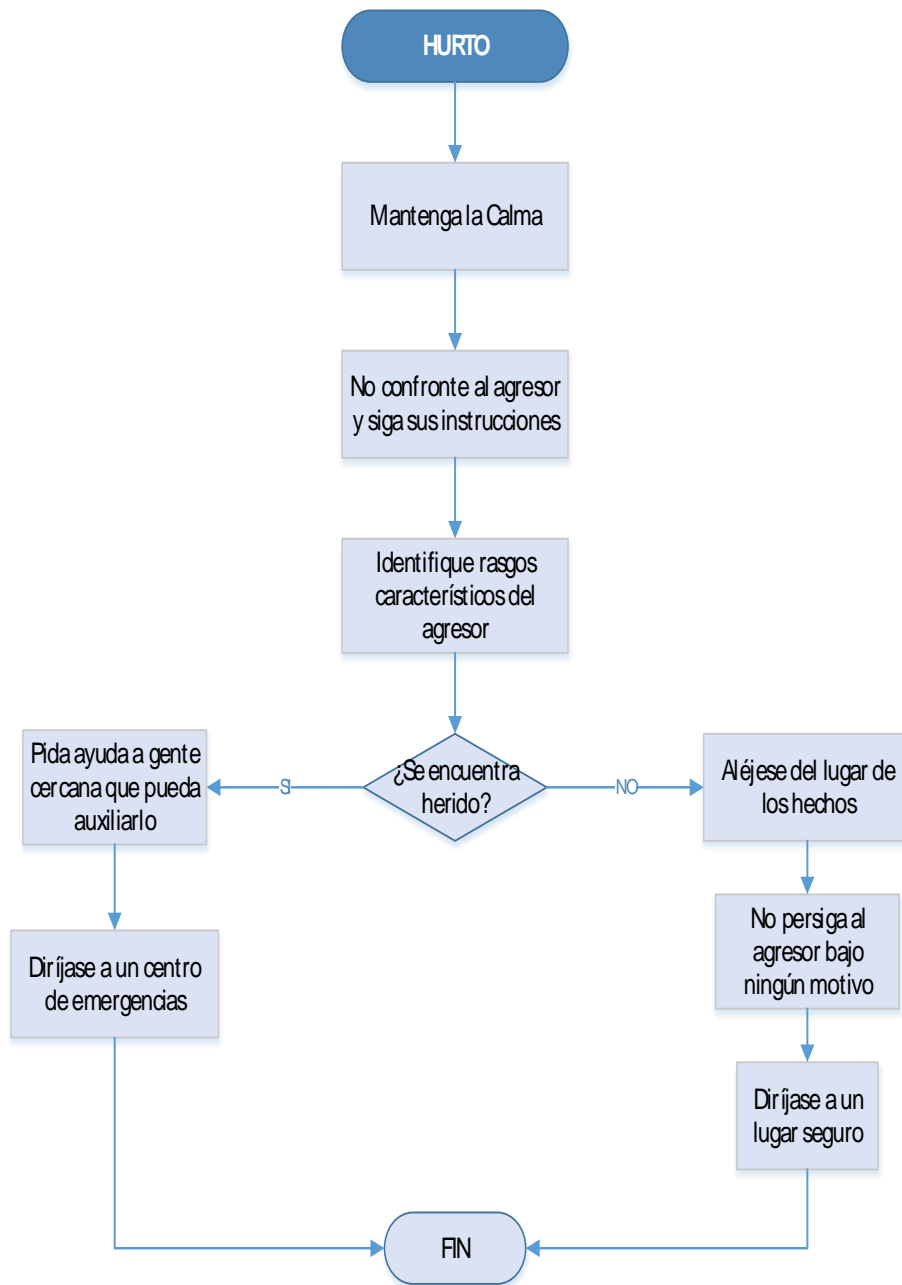 HURTO
Mantenga la Calma
No confronte al agresor
y siga sus instrucciones
Identifique rasgos
característicos del
agresor
¿Se encuentra
herido?
SI
NO
Pida ayuda a gente
cercana que pueda
auxiliarlo
Diríjase a un centro
de emergencias
Aléjese del lugar de
los hechos
No persiga al
agresor bajo
ningún motivo
Diríjase a un
lugar seguro
FIN